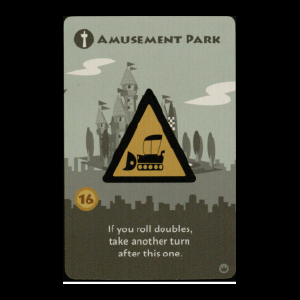 Amusement Park
16
If you roll doubles,
take another turn
after this one.